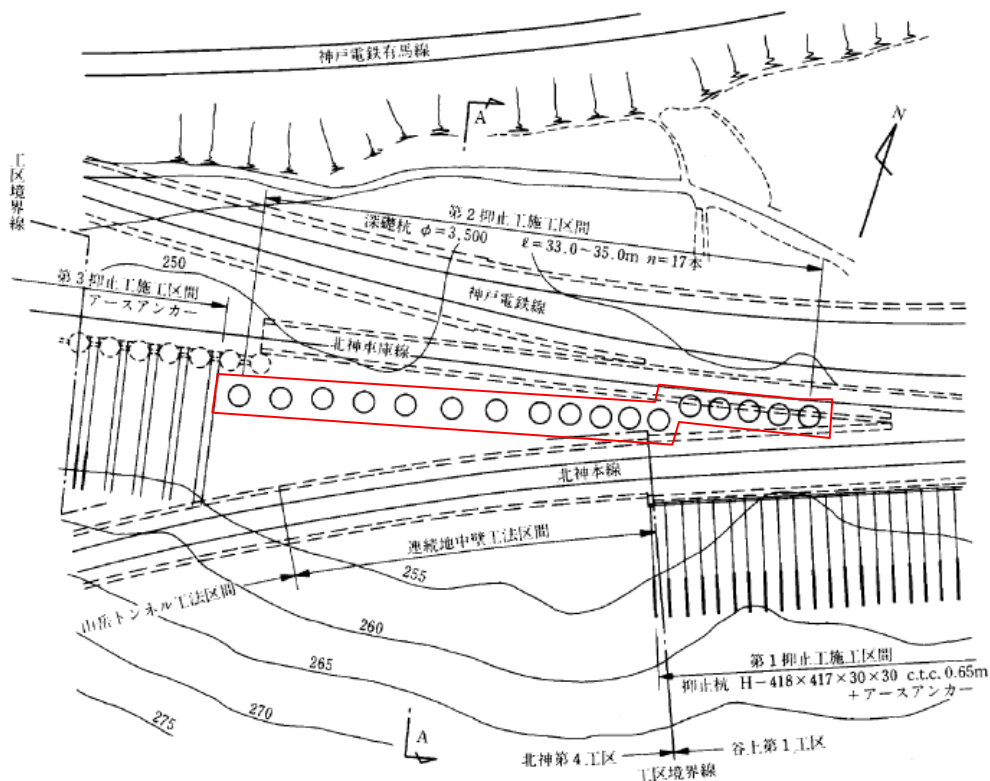 神戸電鉄有馬線
A
N
工区境界線
第2抑止工施工区間
深礎杭 φ=3,500 ℓ=33.0~35.0m n=17本
250
第3抑止工施工区間
アースアンカー
神戸電鉄線
北神車庫線
北神本線
連続地中壁工法区間
255
山岳トンネル工法区間
260
265
270
275
第1抑止工施工区間
抑止杭 H-418×417×30×30 c.t.c. 0.65m
+アースアンカー
A
北神第4工区
谷上第1工区
工区境界線